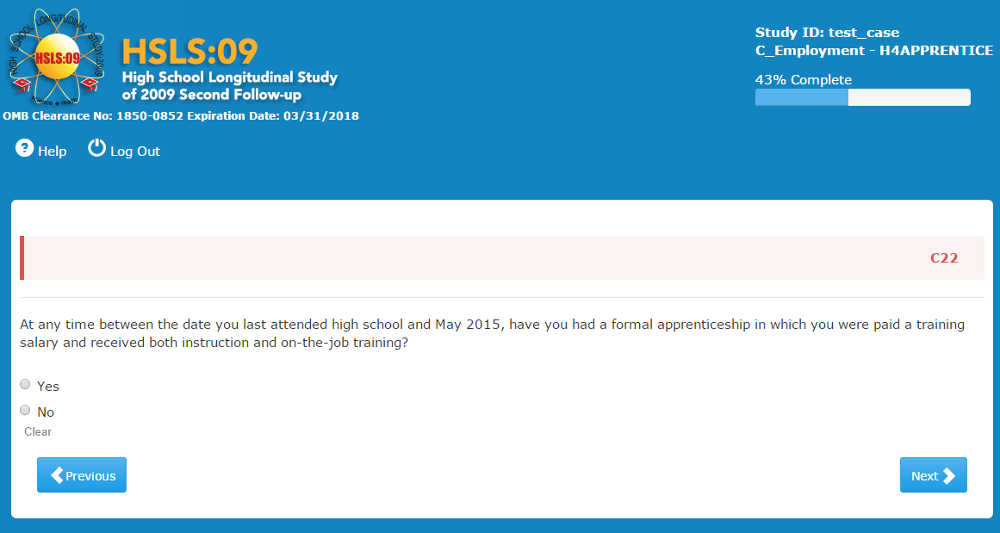 HIGH SCHOOL LONGITUDINAL STUDY:2009
HSLS:09
science ★ math
HSLS:09
High School Longitudinal Study
of 2009 Second Follow-up
OMB Clearance No: 1850-0852 Expiration Date: 03/31/2018
Study ID: test_case
C_Employment - H4APPRENTICE
43% Complete
? Help
Log Out
C22
At any time between the date you last attended high school and May 2015, have you had a formal apprenticeship in which you were paid a training
salary and received both instruction and on-the-job training?
Yes
No
Clear
Previous
Next